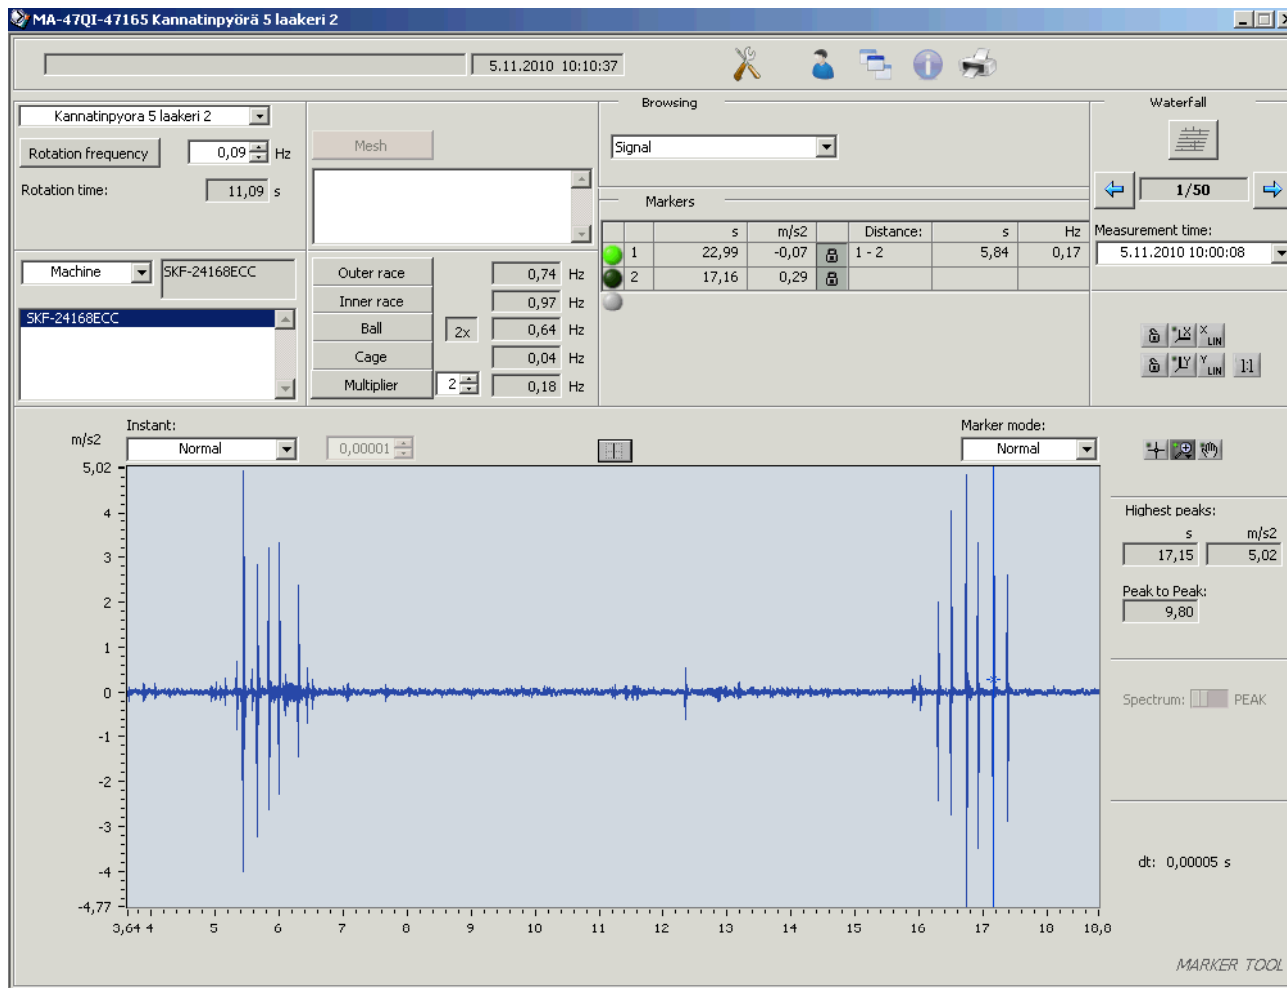 MA-47QI-47165 Kannatinpyörä 5 laakeri 2
5.11.2010 10:10:37
Kannatinpyora 5 laakeri 2
Rotation frequency 0,09 Hz
Rotation time: 11,09 s
Mesh
Browsing
Signal
Waterfall
1/50
Measurement time:
5.11.2010 10:00:08
Markers
s m/s2 Distance: s Hz
1 22,99 -0,07 1 - 2 5,84 0,17
2 17,16 0,29
Machine SKF-24168ECC
SKF-24168ECC
Outer race 0,74 Hz
Inner race 0,97 Hz
Ball 2x 0,64 Hz
Cage 0,04 Hz
Multiplier 2 0,18 Hz
X X LIN
Y Y LIN 1:1
Instant:
Normal
0,00001
Marker mode:
Normal
m/s2
5,02
4
3
2
1
0
-1
-2
-3
-4
-4,77
3,64 4 5 6 7 8 9 10 11 12 13 14 15 16 17 18 18,8
Highest peaks:
s m/s2
17,15 5,02
Peak to Peak:
9,80
Spectrum: PEAK
dt: 0,00005 s
MARKER TOOL